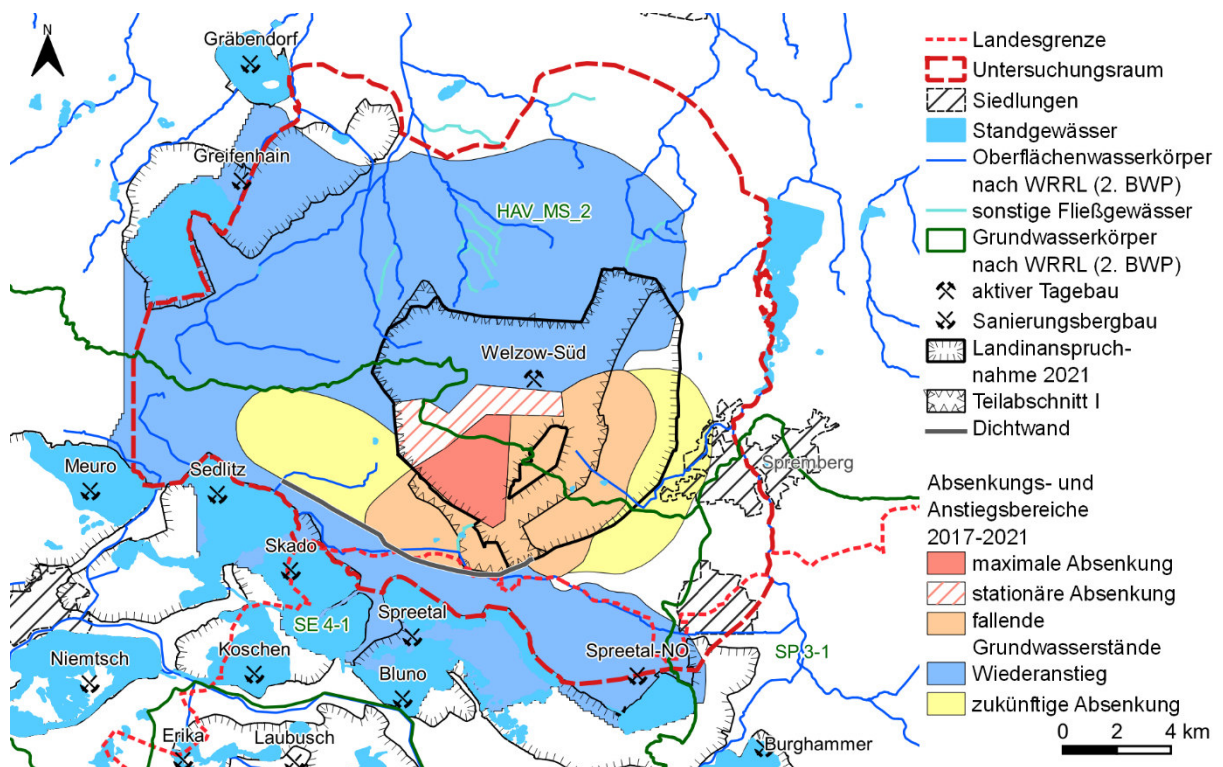 N
Gräbendorf
Greifenhain
HAV_MS_2
Welzow-Süd
Meuro
Sedlitz
Spremberg
Skado
SE 4-1
Spreetal
Niemtsch
Koschen
Bluno
Spreetal-NO
SP 3-1
Erika
Laubusch
Burghammer
Landesgrenze
Untersuchungsraum
Siedlungen
Standgewässer
Oberflächenwasserkörper
nach WRRL (2. BWP)
sonstige Fließgewässer
Grundwasserkörper
nach WRRL (2. BWP)
aktiver Tagebau
Sanierungsbergbau
Landinanspruch-
nahme 2021
Teilabschnitt I
Dichtwand
Absenkungs- und
Anstiegsbereiche
2017-2021
maximale Absenkung
stationäre Absenkung
fallende
Grundwasserstände
Wiederanstieg
zukünftige Absenkung
0 2 4 km